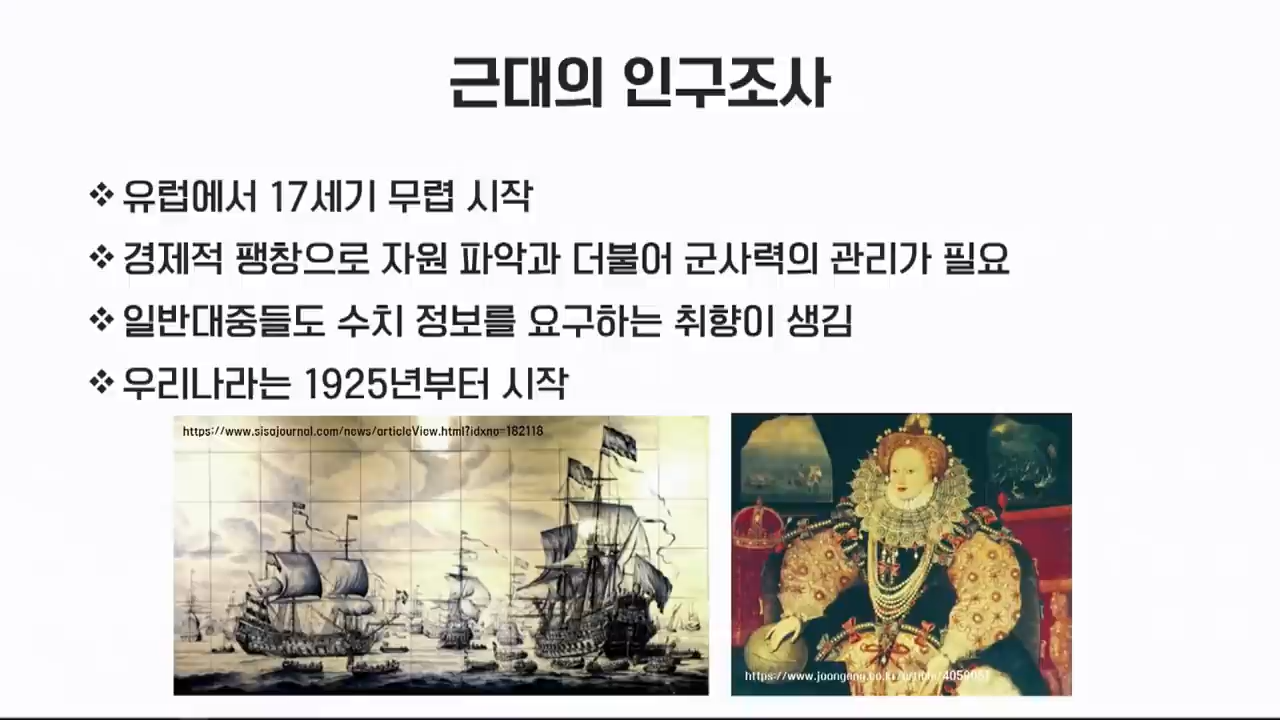 근대의 인구조사
❖ 유럽에서 17세기 무렵 시작
❖ 경제적 팽창으로 자원 파악과 더불어 군사력의 관리가 필요
❖ 일반대중들도 수치 정보를 요구하는 취향이 생김
❖ 우리나라는 1925년부터 시작
https://www.sisajournal.com/news/articleView.html?idxno=182118